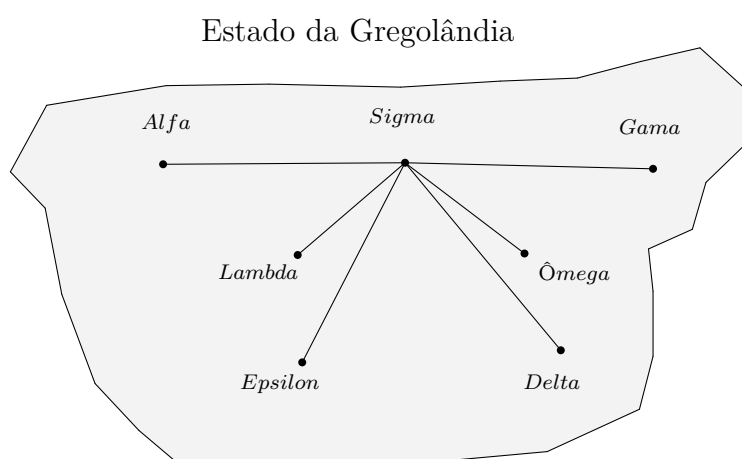 Estado da Gregolândia
Alfa
Sigma
Gama
Lambda
Ômega
Epsilon
Delta